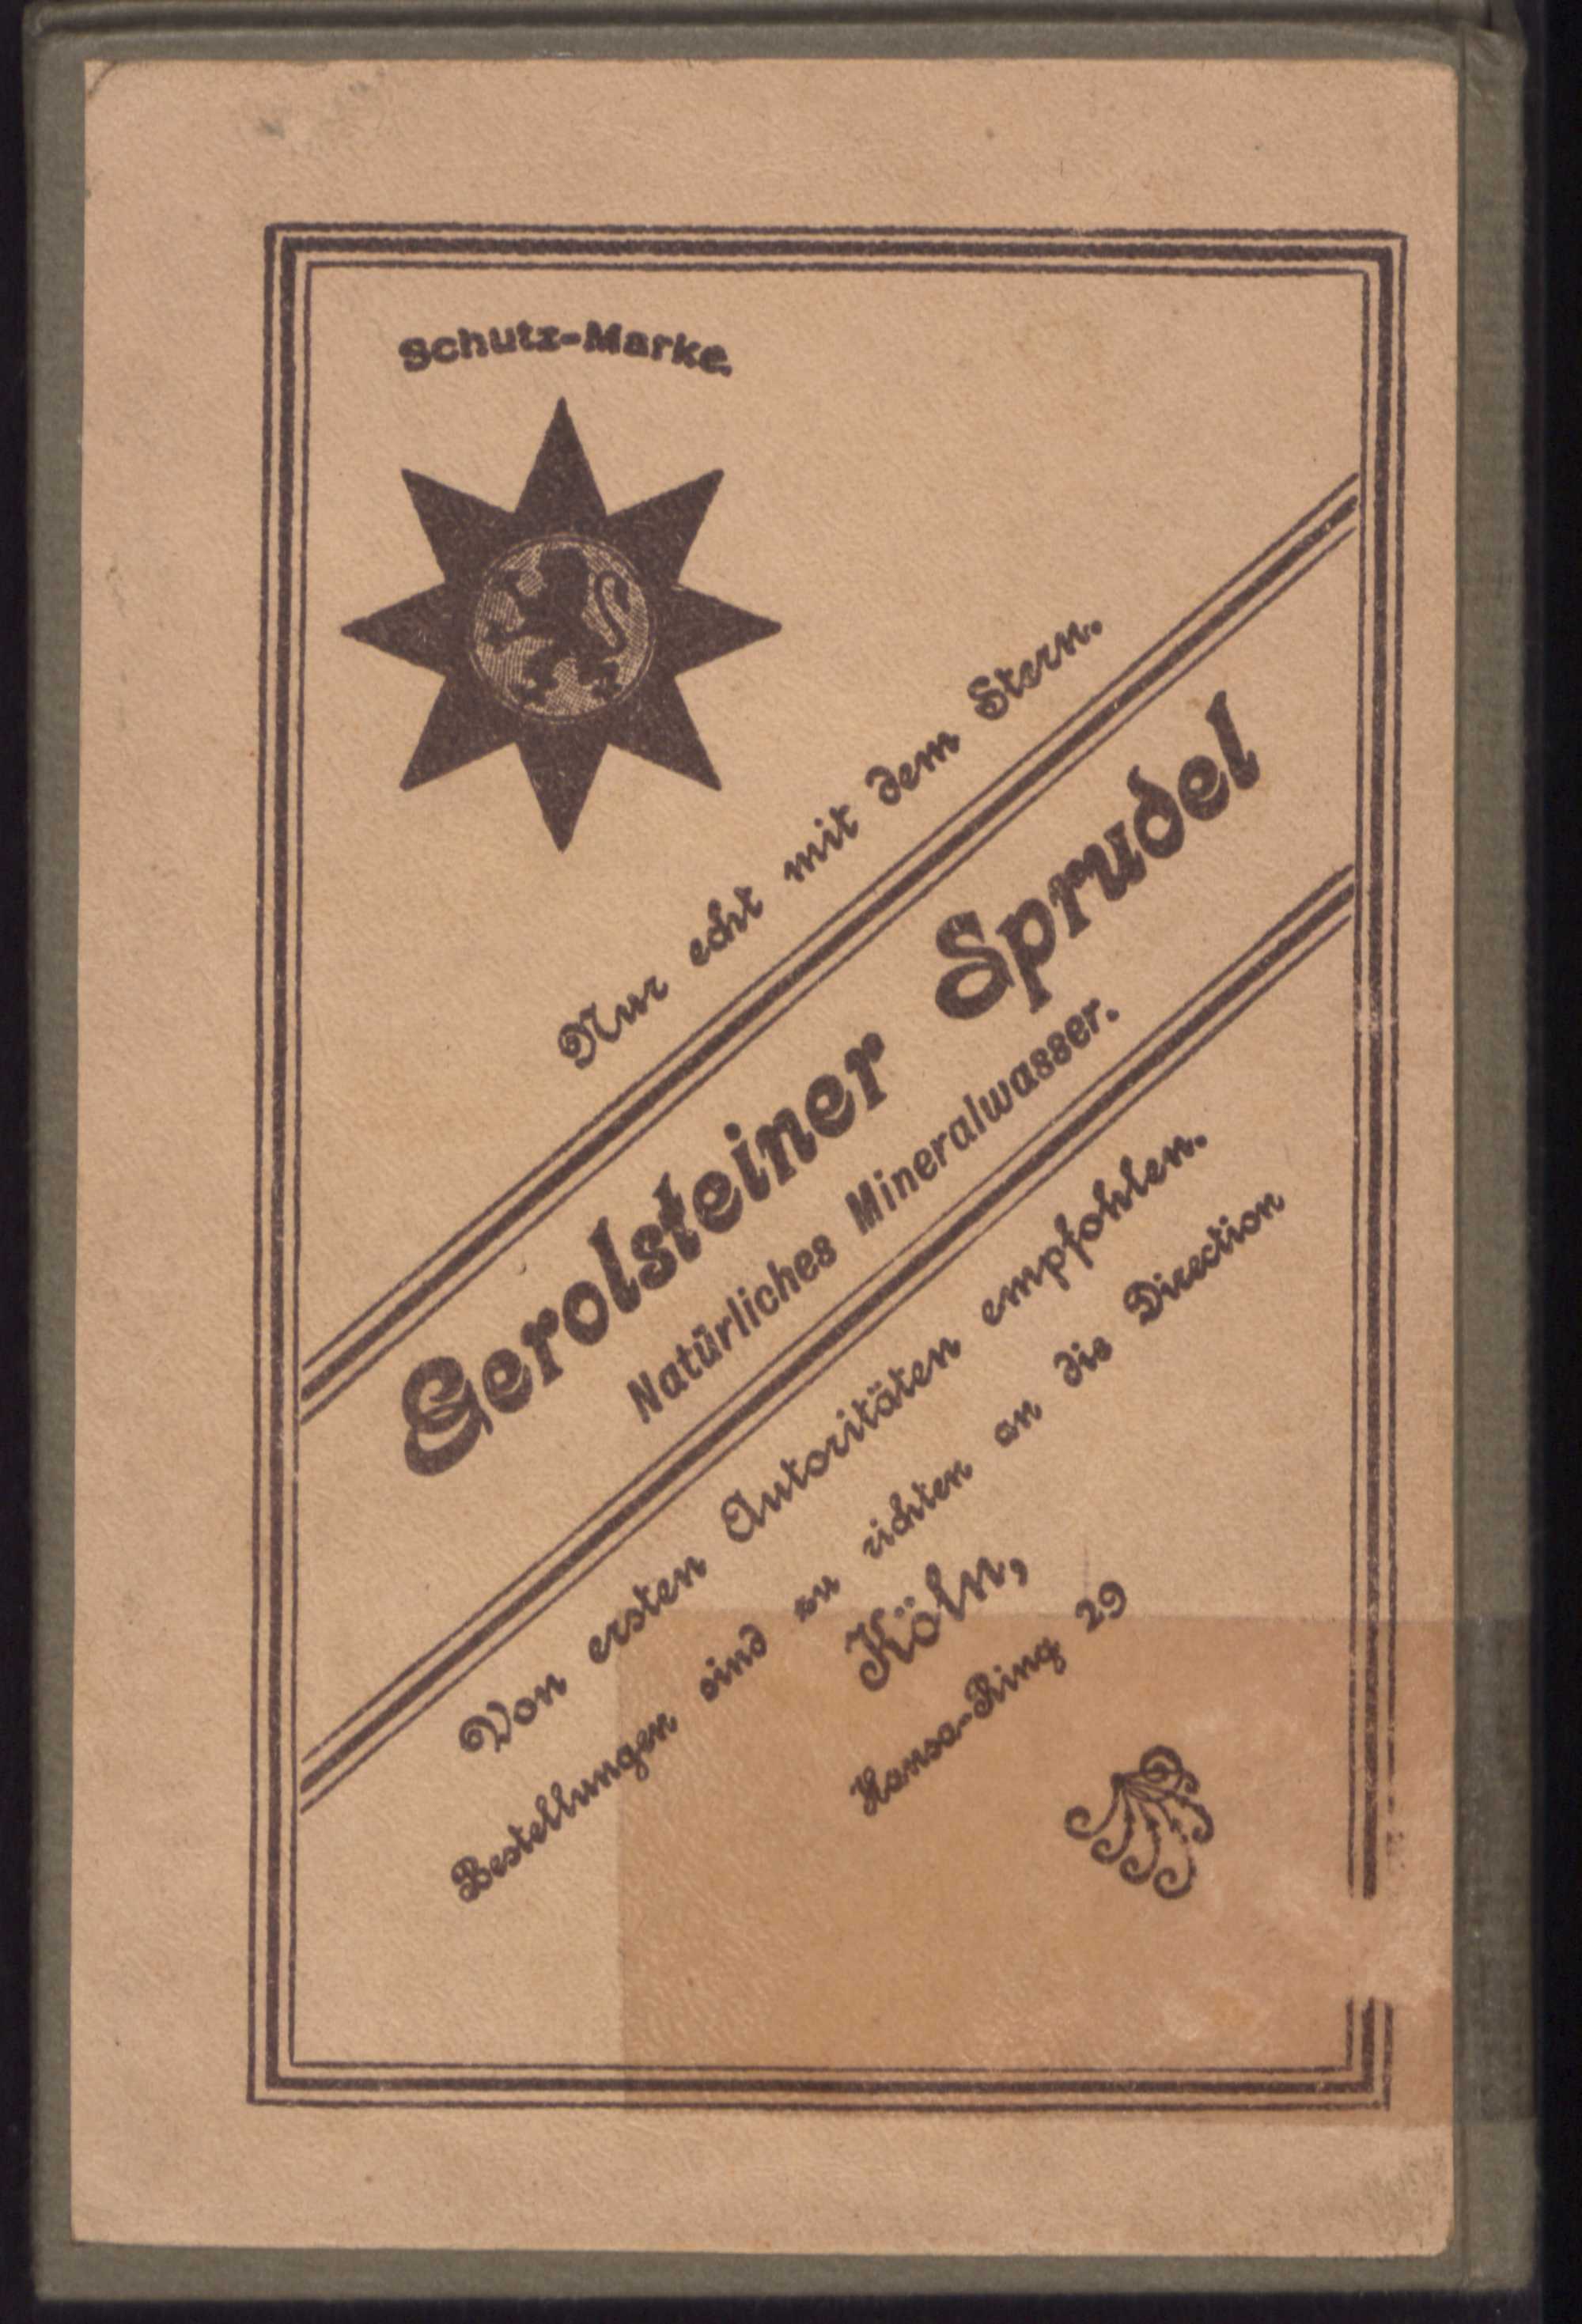 Schutz-Marke.
Nur echt mit dem Stern.
Gerolsteiner Sprudel
Natürliches Mineralwasser.
Von ersten Autoritäten empfohlen.
Bestellungen sind zu richten an die Direction
Köln,
Hansa-Ring 29